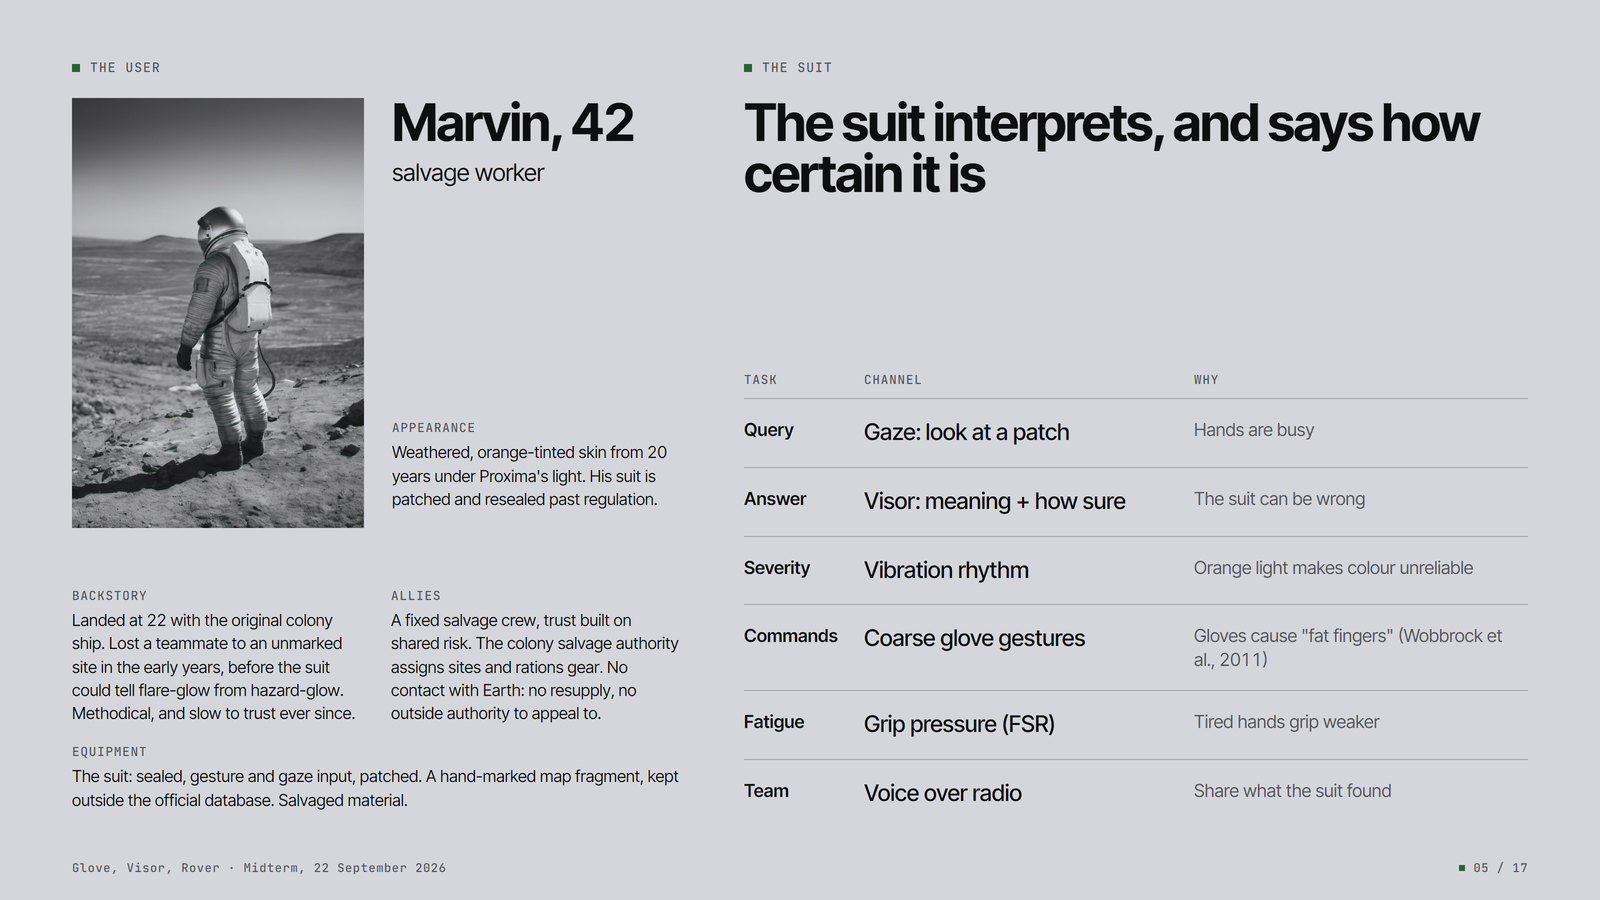 THE USER
Marvin, 42
salvage worker
APPEARANCE
Weathered, orange-tinted skin from 20
years under Proxima's light. His suit is
patched and resealed past regulation.
BACKSTORY
Landed at 22 with the original colony
ship. Lost a teammate to an unmarked
site in the early years, before the suit
could tell flare-glow from hazard-glow.
Methodical, and slow to trust ever since.
ALLIES
A fixed salvage crew, trust built on
shared risk. The colony salvage authority
assigns sites and rations gear. No
contact with Earth: no resupply, no
outside authority to appeal to.
EQUIPMENT
The suit: sealed, gesture and gaze input, patched. A hand-marked map fragment, kept
outside the official database. Salvaged material.
THE SUIT
The suit interprets, and says how
certain it is
TASK CHANNEL WHY
Query Gaze: look at a patch Hands are busy
Answer Visor: meaning + how sure The suit can be wrong
Severity Vibration rhythm Orange light makes colour unreliable
Commands Coarse glove gestures Gloves cause "fat fingers" (Wobbrock et
al., 2011)
Fatigue Grip pressure (FSR) Tired hands grip weaker
Team Voice over radio Share what the suit found
Glove, Visor, Rover · Midterm, 22 September 2026
05 / 17